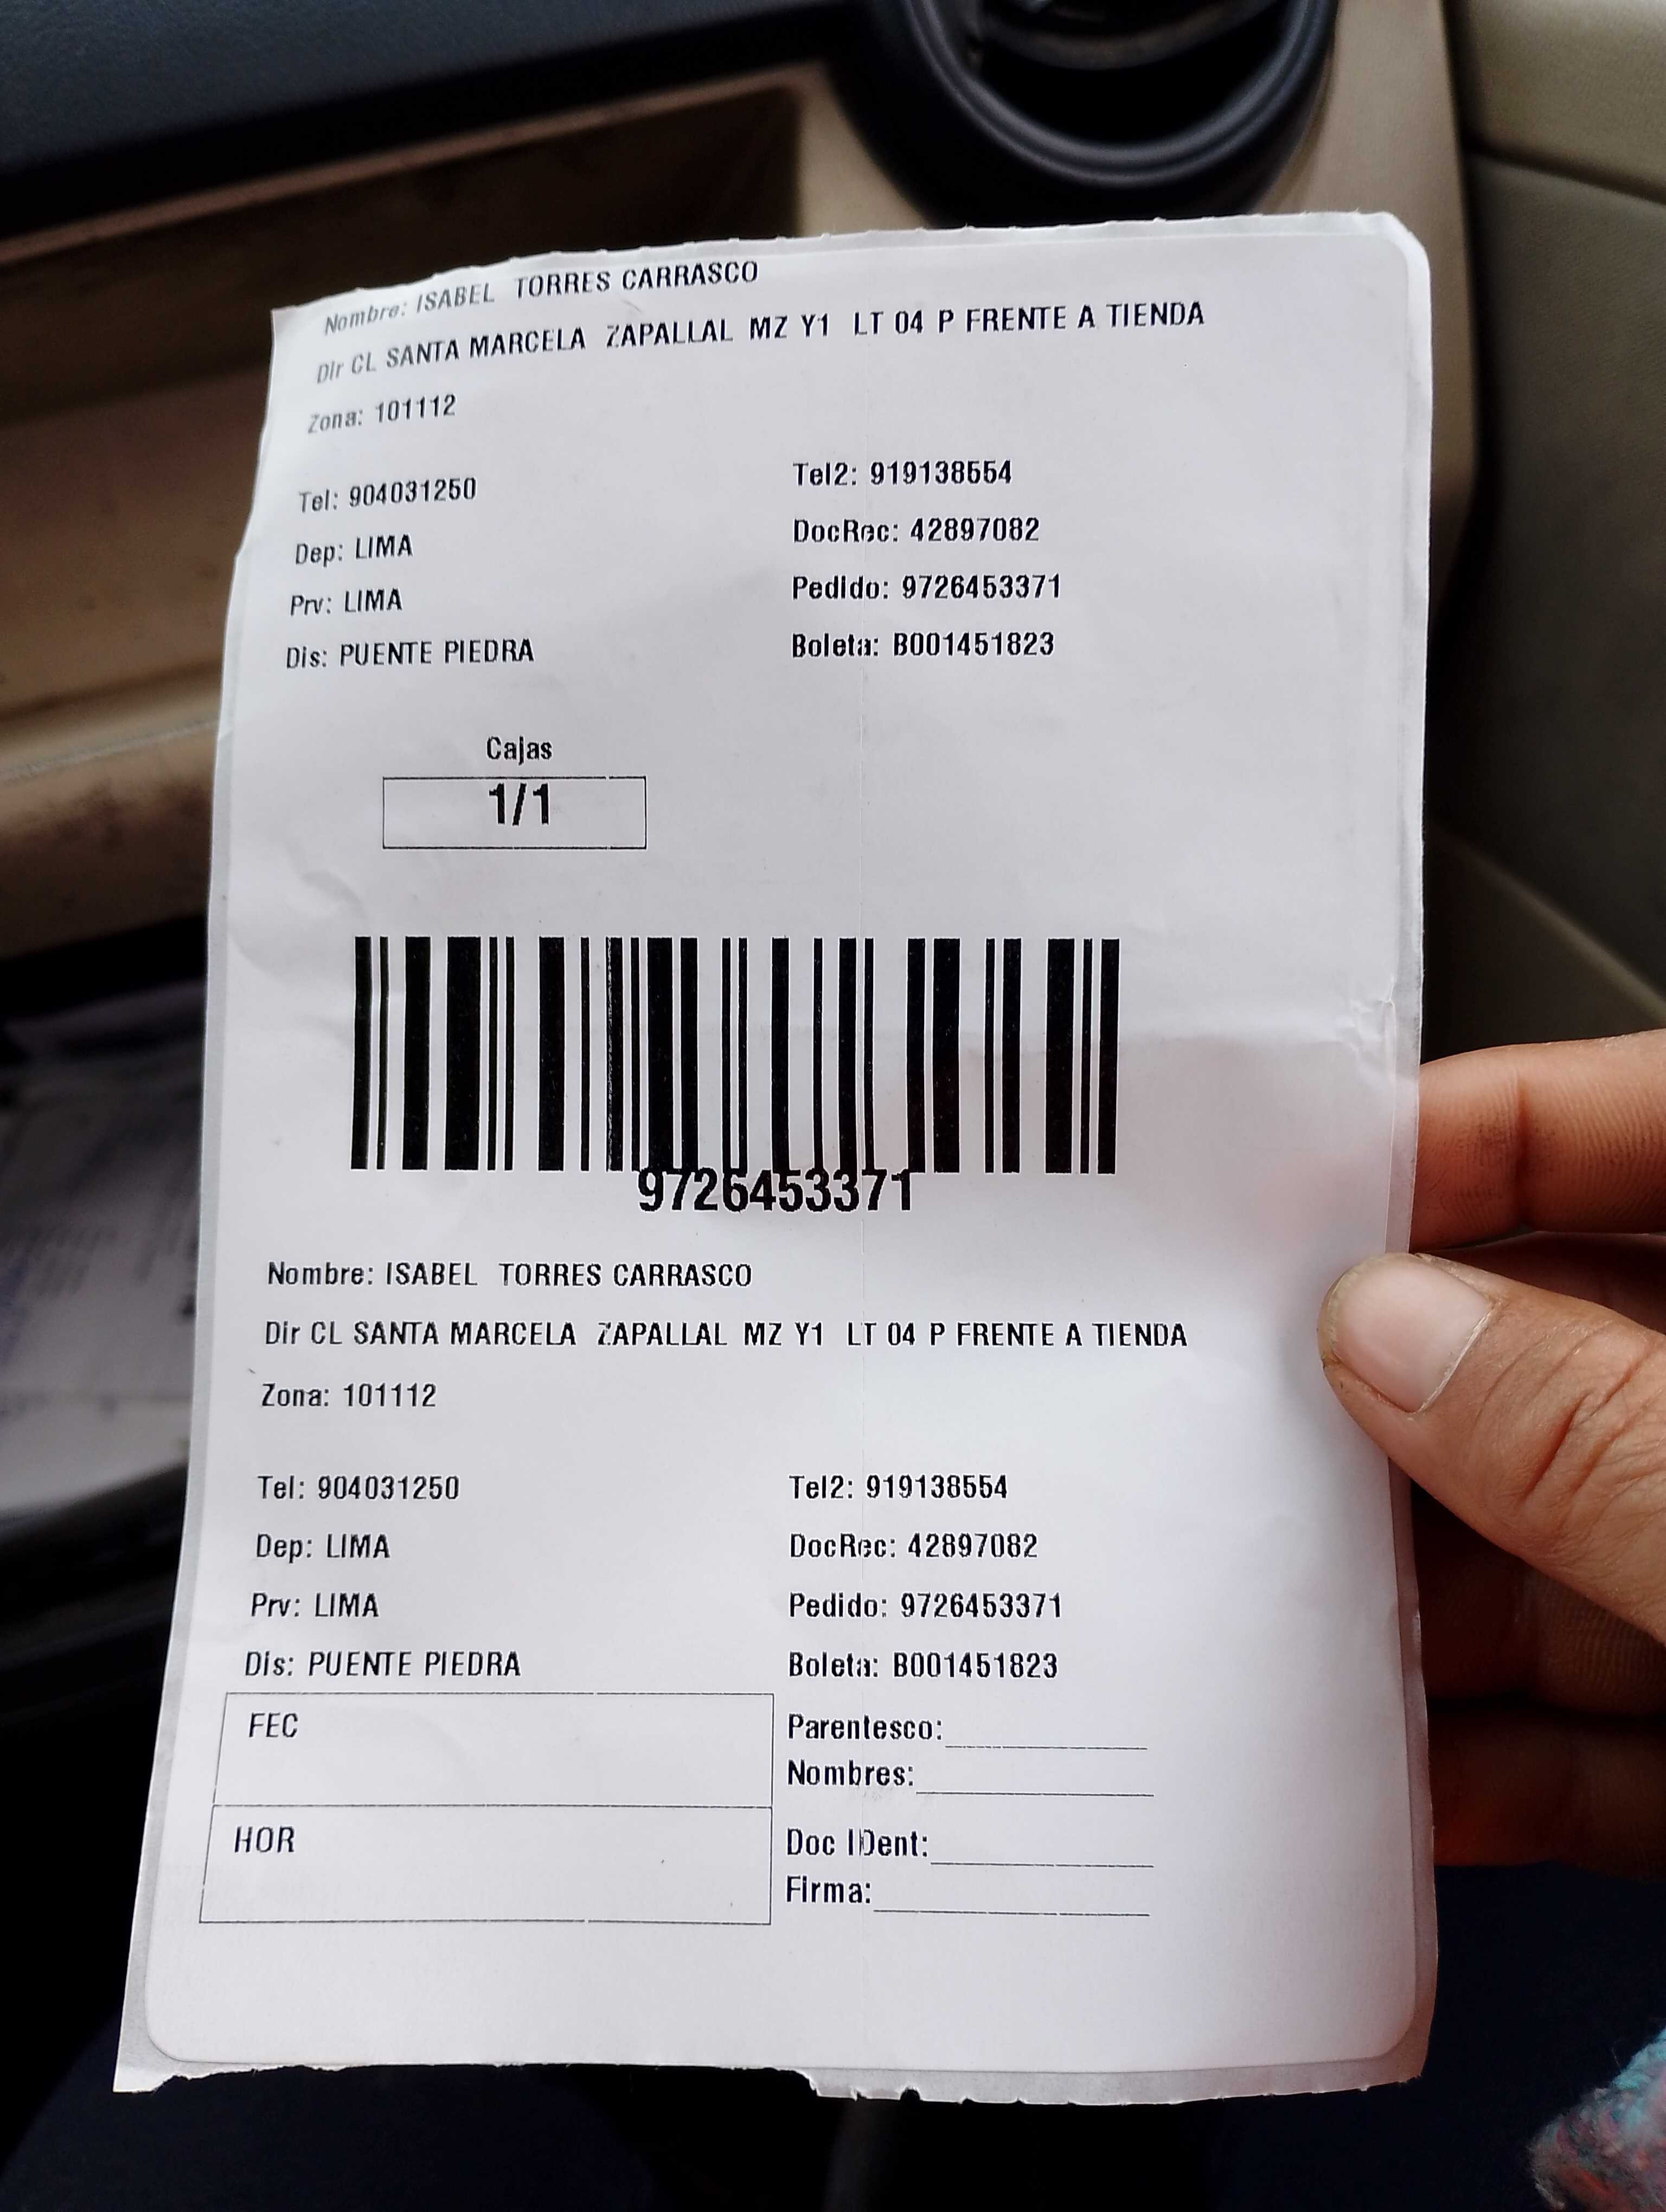 Nombre: ISABEL TORRES CARRASCO
Dir CL SANTA MARCELA ZAPALLAL MZ Y1 LT 04 P FRENTE A TIENDA
Zona: 101112
Tel: 904031250 Tel2: 919138554
Dep: LIMA DocRec: 42897082
Prv: LIMA Pedido: 9726453371
Dis: PUENTE PIEDRA Boleta: B001451823
Cajas
1/1
9726453371
Nombre: ISABEL TORRES CARRASCO
Dir CL SANTA MARCELA ZAPALLAL MZ Y1 LT 04 P FRENTE A TIENDA
Zona: 101112
Tel: 904031250 Tel2: 919138554
Dep: LIMA DocRec: 42897082
Prv: LIMA Pedido: 9726453371
Dis: PUENTE PIEDRA Boleta: B001451823
FEC Parentesco:
Nombres:
HOR Doc IDent:
Firma: